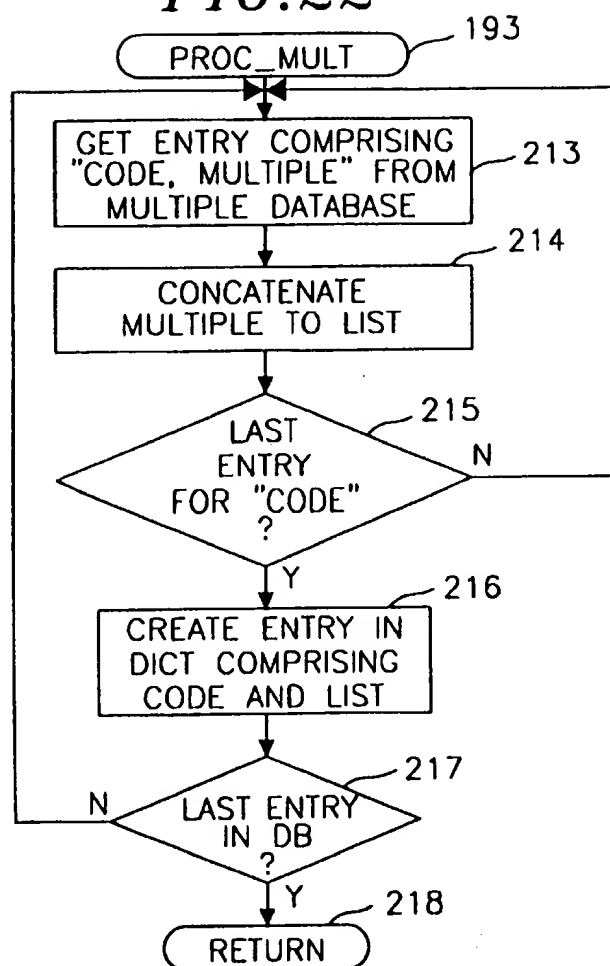 FIG.22
PROC_MULT
193
GET ENTRY COMPRISING
"CODE, MULTIPLE" FROM
MULTIPLE DATABASE
213
214
CONCATENATE
MULTIPLE TO LIST
215
LAST
ENTRY
FOR "CODE"
?
N
Y
216
CREATE ENTRY IN
DICT COMPRISING
CODE AND LIST
217
N
LAST ENTRY
IN DB
?
Y
218
RETURN